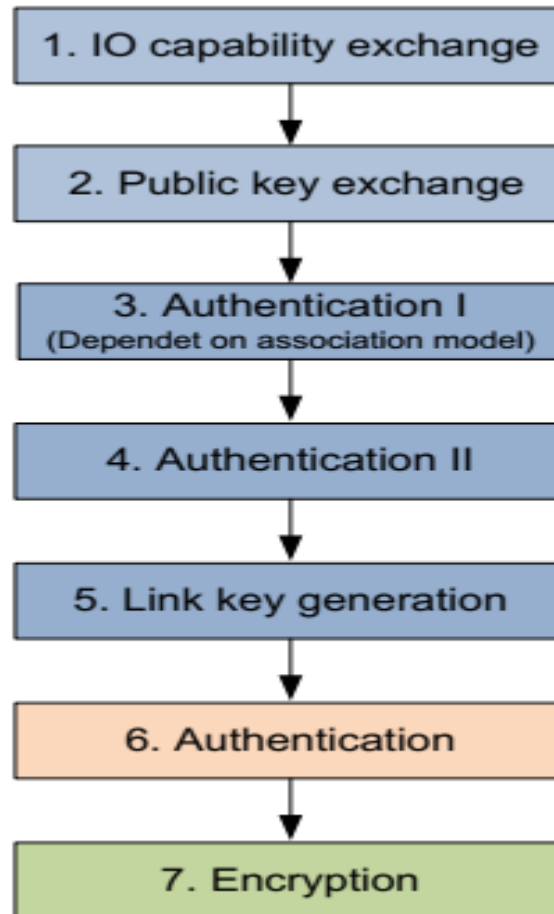 1. IO capability exchange
2. Public key exchange
3. Authentication I
(Dependet on association model)
4. Authentication II
5. Link key generation
6. Authentication
7. Encryption